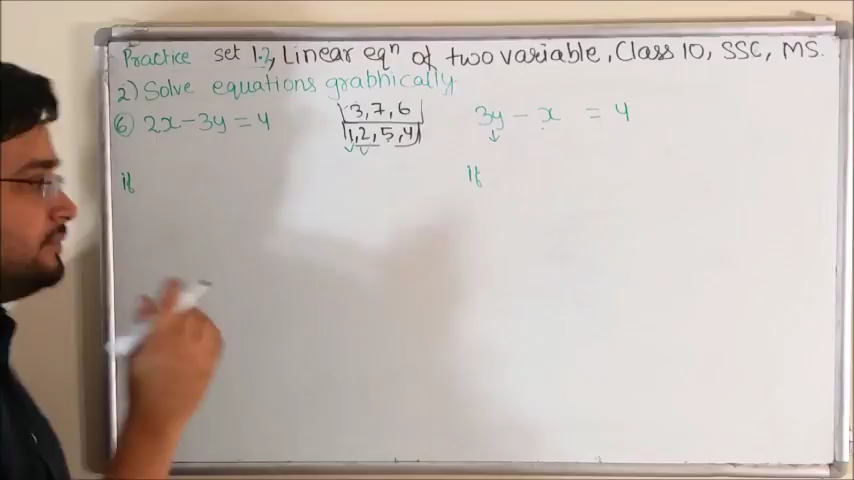 Practice set 1.2, Linear eqⁿ of two variable, Class 10, SSC, MS.
2) Solve equations graphically
⑥ 2x-3y=4 3,7,6 3y - x = 4
1,2,5,4
if if